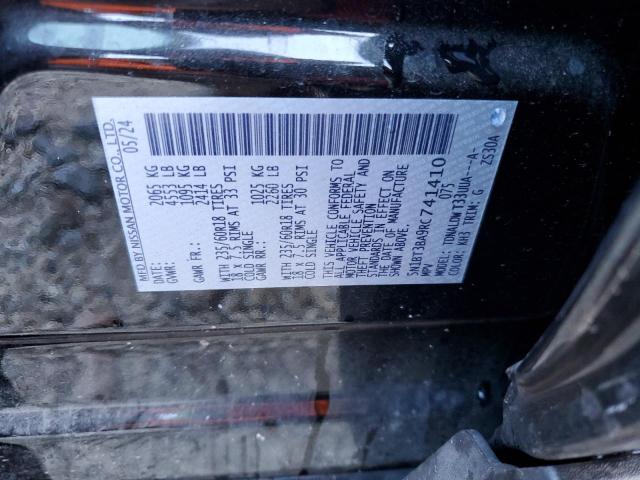 MFD BY NISSAN MOTOR CO., LTD.
DATE: 05/24
GVWR: 2065 KG
4553 LB
GAWR FR: 1095 KG
2414 LB
WITH 235/60R18 TIRES
18 x 7.5 RIMS AT 33 PSI
COLD SINGLE
GAWR RR: 1025 KG
2260 LB
WITH 235/60R18 TIRES
18 x 7.5 RIMS AT 30 PSI
COLD SINGLE
THIS VEHICLE CONFORMS TO
ALL APPLICABLE FEDERAL
MOTOR VEHICLE SAFETY AND
THEFT PREVENTION
STANDARDS IN EFFECT ON
THE DATE OF MANUFACTURE
SHOWN ABOVE.
5N1BT3BA9RC741410
MPV 075
MODEL: TDNALDWT33UUA---A-
COLOR: KH3 TRIM: G ZS30A